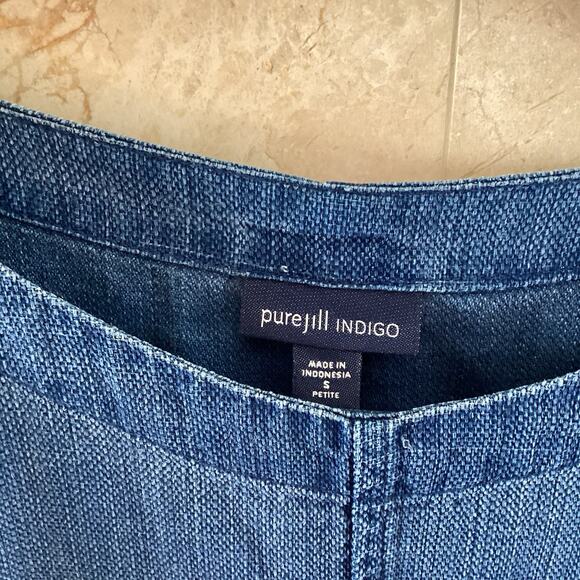 purejill INDIGO
MADE IN
INDONESIA
S
PETITE